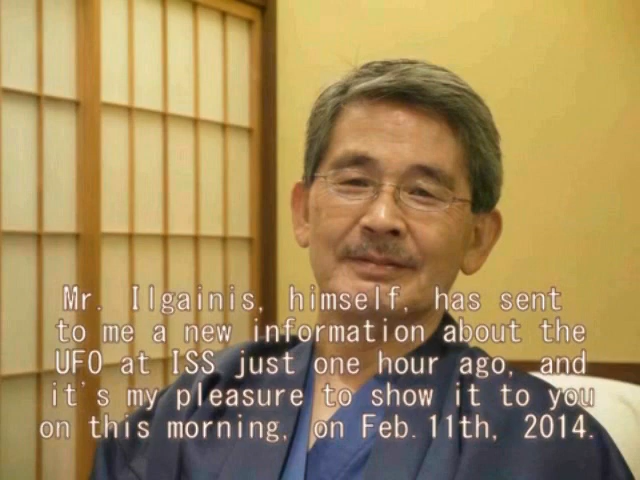 Mr. Ilgainis, himself, has sent
to me a new information about the
UFO at ISS just one hour ago, and
it's my pleasure to show it to you
on this morning, on Feb.11th, 2014.